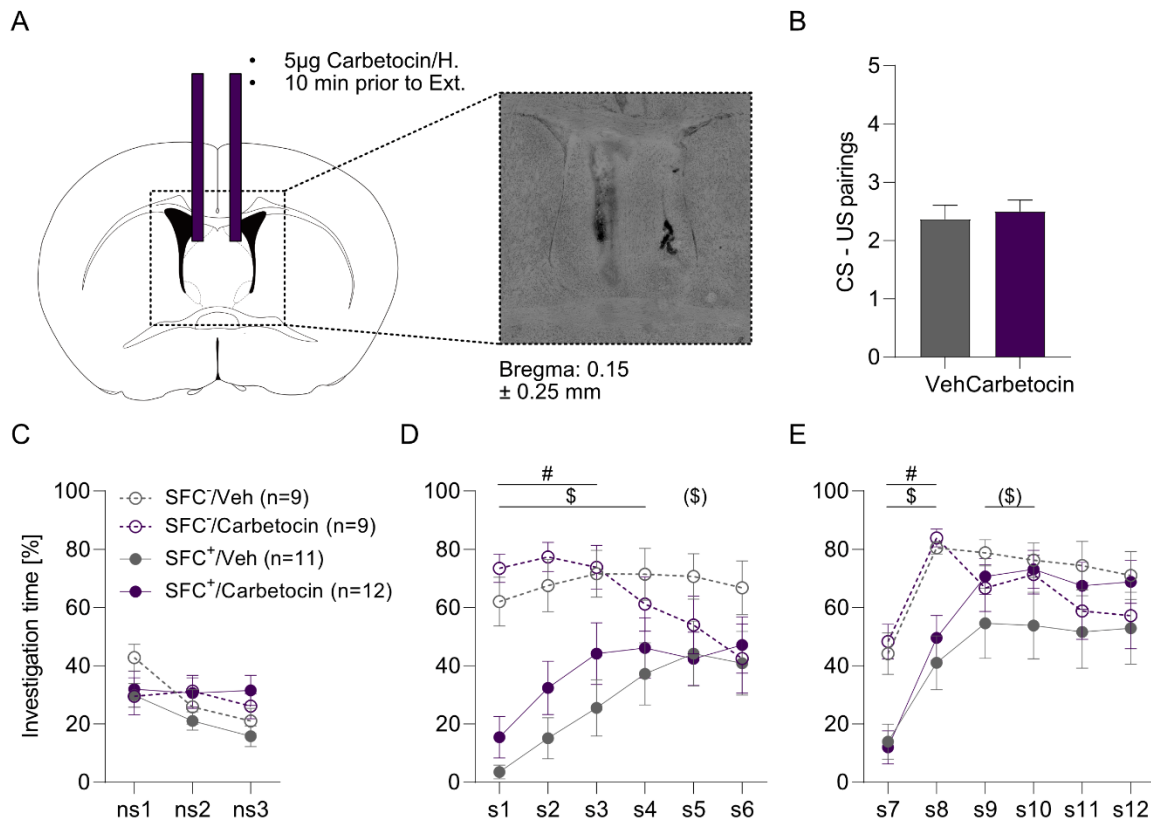 A
• 5µg Carbetocin/H.
• 10 min prior to Ext.
Bregma: 0.15
± 0.25 mm
B
CS - US pairings
5
4
3
2
1
0
VehCarbetocin
C
Investigation time [%]
100
80
60
40
20
0
SFC⁻/Veh (n=9)
SFC⁻/Carbetocin (n=9)
SFC⁺/Veh (n=11)
SFC⁺/Carbetocin (n=12)
ns1 ns2 ns3
D
#
$ ($)
100
80
60
40
20
0
s1 s2 s3 s4 s5 s6
E
#
$ ($)
100
80
60
40
20
0
s7 s8 s9 s10 s11 s12